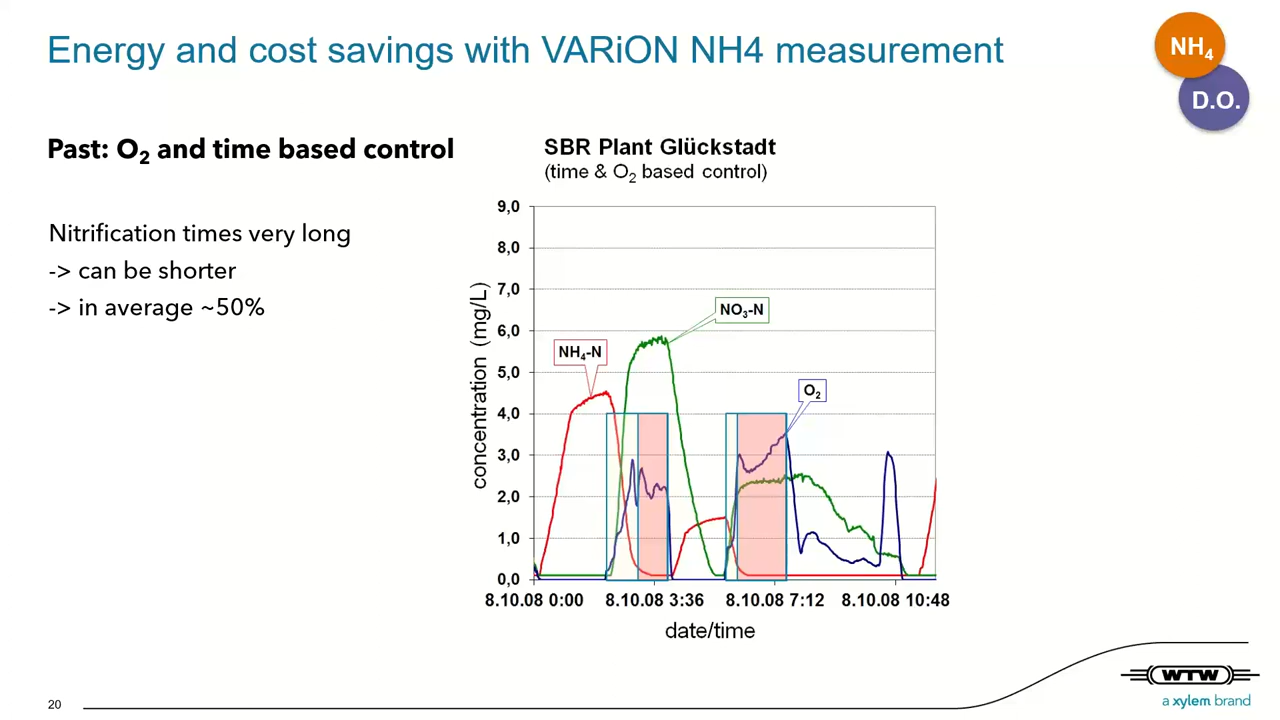 Energy and cost savings with VARiON NH4 measurement
NH₄
D.O.
Past: O₂ and time based control
Nitrification times very long
-> can be shorter
-> in average ~50%
SBR Plant Glückstadt
(time & O₂ based control)
concentration (mg/L)
9,0
8,0
7,0
6,0
5,0
4,0
3,0
2,0
1,0
0,0
NO₃-N
NH₄-N
O₂
8.10.08 0:00 8.10.08 3:36 8.10.08 7:12 8.10.08 10:48
date/time
WTW
a xylem brand
20